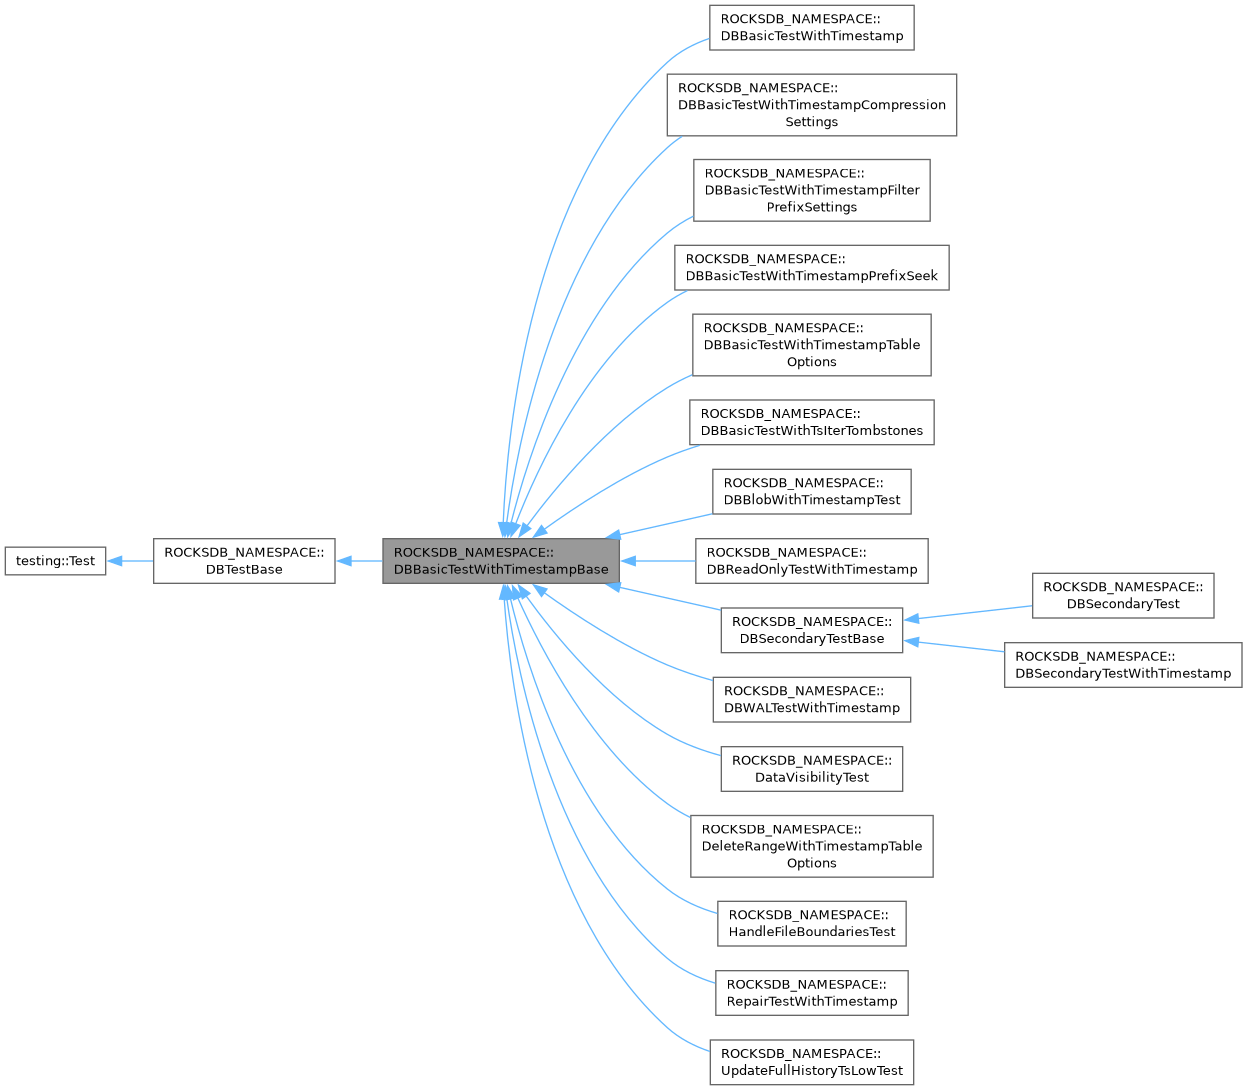 testing::Test
ROCKSDB_NAMESPACE::
DBTestBase
ROCKSDB_NAMESPACE::
DBBasicTestWithTimestampBase
ROCKSDB_NAMESPACE::
DBBasicTestWithTimestamp
ROCKSDB_NAMESPACE::
DBBasicTestWithTimestampCompression
Settings
ROCKSDB_NAMESPACE::
DBBasicTestWithTimestampFilter
PrefixSettings
ROCKSDB_NAMESPACE::
DBBasicTestWithTimestampPrefixSeek
ROCKSDB_NAMESPACE::
DBBasicTestWithTimestampTable
Options
ROCKSDB_NAMESPACE::
DBBasicTestWithTsIterTombstones
ROCKSDB_NAMESPACE::
DBBlobWithTimestampTest
ROCKSDB_NAMESPACE::
DBReadOnlyTestWithTimestamp
ROCKSDB_NAMESPACE::
DBSecondaryTestBase
ROCKSDB_NAMESPACE::
DBSecondaryTest
ROCKSDB_NAMESPACE::
DBSecondaryTestWithTimestamp
ROCKSDB_NAMESPACE::
DBWALTestWithTimestamp
ROCKSDB_NAMESPACE::
DataVisibilityTest
ROCKSDB_NAMESPACE::
DeleteRangeWithTimestampTable
Options
ROCKSDB_NAMESPACE::
HandleFileBoundariesTest
ROCKSDB_NAMESPACE::
RepairTestWithTimestamp
ROCKSDB_NAMESPACE::
UpdateFullHistoryTsLowTest